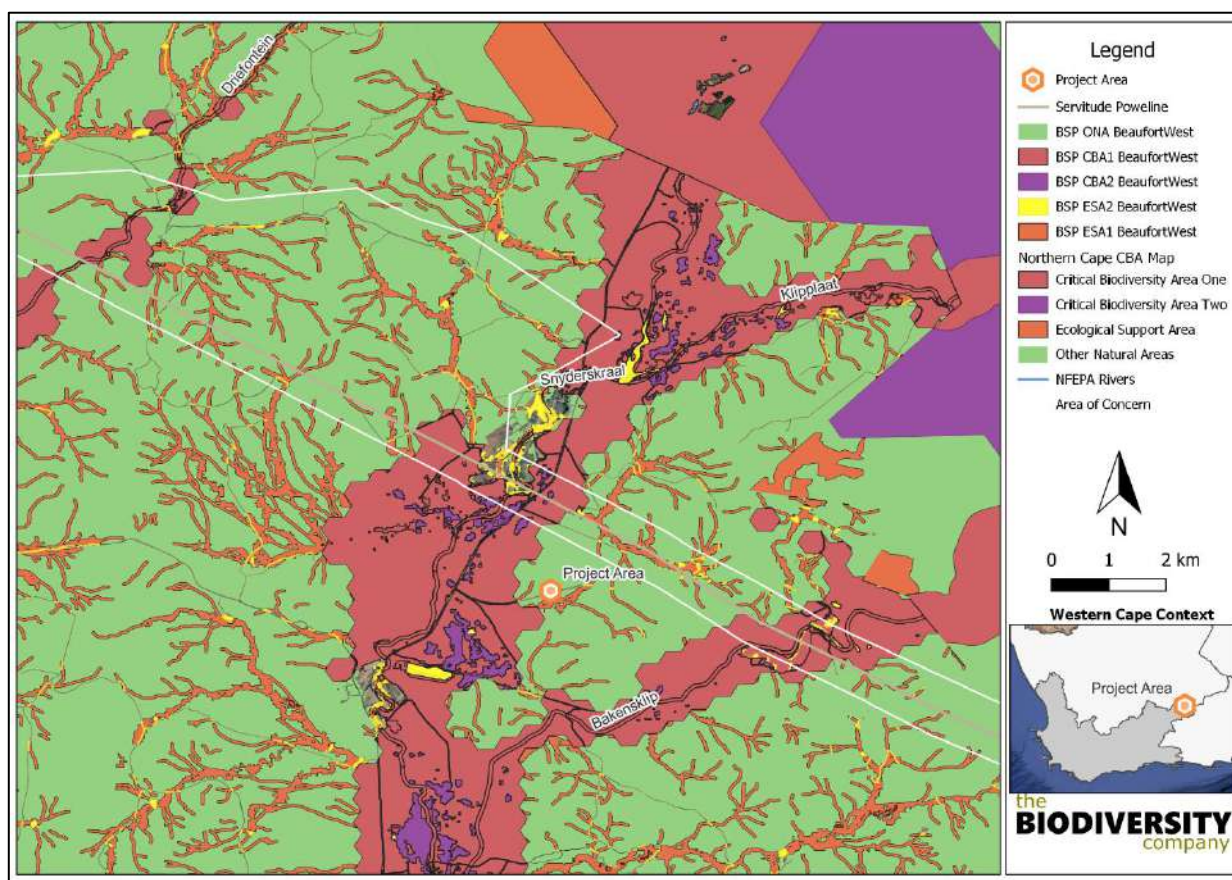 Driefontein
Klipplaat
Snyderskraal
Project Area
Bakensklip
Legend
Project Area
Servitude Poweline
BSP ONA BeaufortWest
BSP CBA1 BeaufortWest
BSP CBA2 BeaufortWest
BSP ESA2 BeaufortWest
BSP ESA1 BeaufortWest
Northern Cape CBA Map
Critical Biodiversity Area One
Critical Biodiversity Area Two
Ecological Support Area
Other Natural Areas
NFEPA Rivers
Area of Concern
N
0 1 2 km
Western Cape Context
Project Area
the
BIODIVERSITY
company